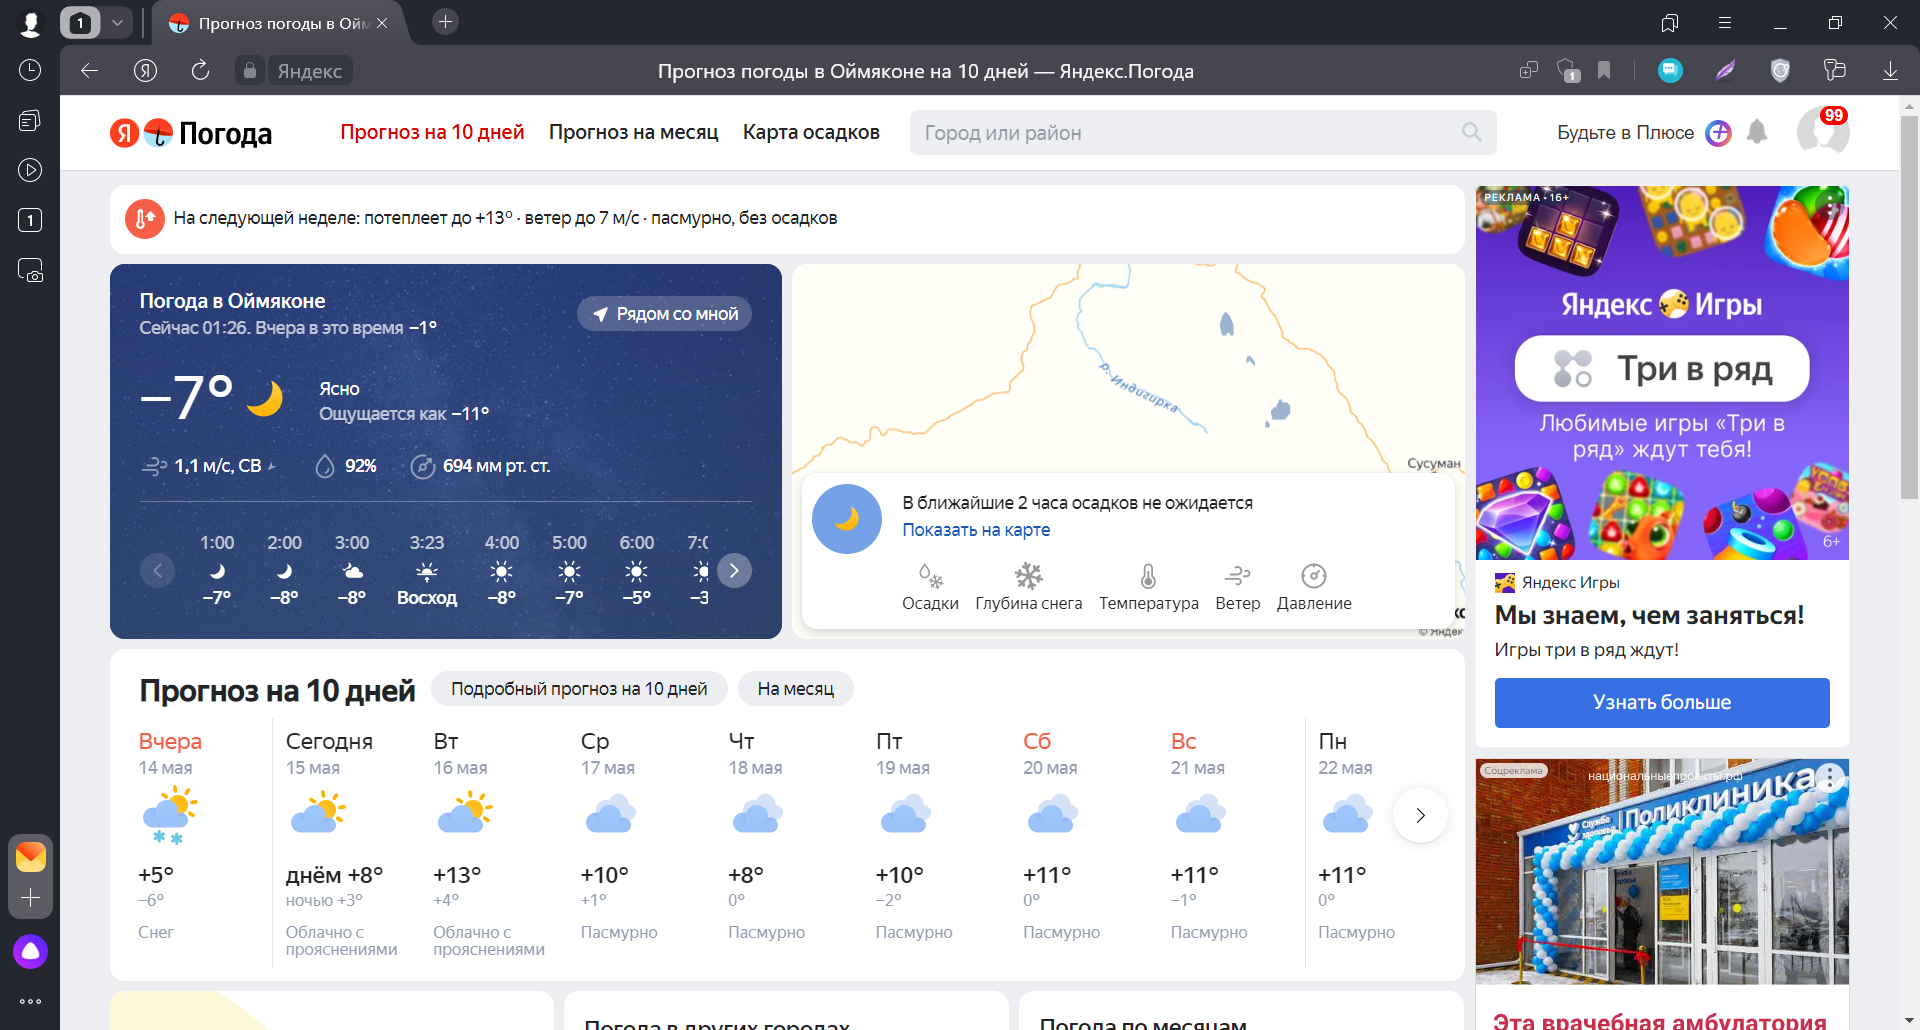 1
Прогноз погоды в Ойм
Яндекс
Прогноз погоды в Оймяконе на 10 дней — Яндекс.Погода
1
1
Я Погода
Прогноз на 10 дней
Прогноз на месяц
Карта осадков
Город или район
Будьте в Плюсе
99
На следующей неделе: потеплеет до +13° · ветер до 7 м/с · пасмурно, без осадков
Погода в Оймяконе
Сейчас 01:26. Вчера в это время −1°
Рядом со мной
−7°
Ясно
Ощущается как −11°
1,1 м/с, СВ
92%
694 мм рт. ст.
1:00 2:00 3:00 3:23 4:00 5:00 6:00
−7° −8° −8° Восход −8° −7° −5° −3
р. Индигирка
Сусуман
В ближайшие 2 часа осадков не ожидается
Показать на карте
Осадки Глубина снега Температура Ветер Давление
Прогноз на 10 дней
Подробный прогноз на 10 дней
На месяц
Вчера Сегодня Вт Ср Чт Пт Сб Вс Пн
14 мая 15 мая 16 мая 17 мая 18 мая 19 мая 20 мая 21 мая 22 мая
+5° днём +8° +13° +10° +8° +10° +11° +11° +11°
−6° ночью +3° +4° +1° 0° −2° 0° −1° 0°
Снег Облачно с прояснениями Облачно с прояснениями Пасмурно Пасмурно Пасмурно Пасмурно Пасмурно Пасмурно
Погода в других городах
Погода по месяцам
РЕКЛАМА • 16+
Яндекс Игры
Три в ряд
Любимые игры «Три в
ряд» ждут тебя!
6+
Яндекс Игры
Мы знаем, чем заняться!
Игры три в ряд ждут!
Узнать больше
Соцреклама
национальныепроекты.рф
Служба
здоровья
Поликлиника
Эта врачебная амбулатория